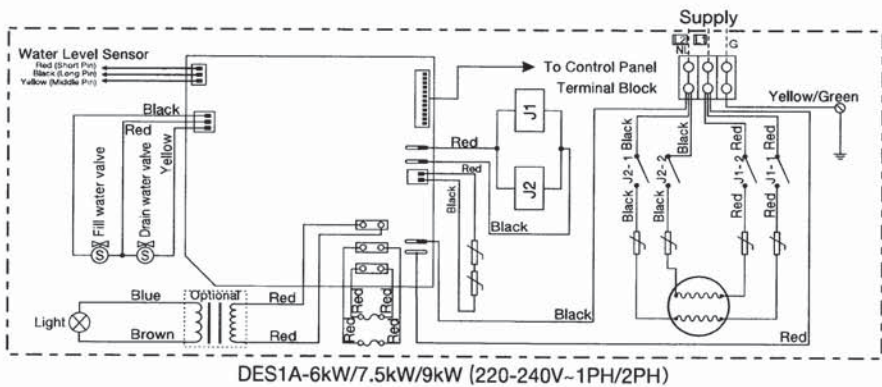 Supply
L2 L1
N L G
Water Level Sensor
Red (Short Pin)
Black (Long Pin)
Yellow (Middle Pin)
To Control Panel
Terminal Block
Yellow/Green
Black
Red
Yellow
Fill water valve
Drain water valve
Red
J1
J2
Red
Black
Black
Black
Black
Red
Red
J2-1
J2-2
J1-2
J1-1
Black
Black
Red
Red
Blue
Optional
Red
Light
Brown
Red
Red
Red
Red
Red
Black
Red
DES1A-6kW/7.5kW/9kW (220-240V~1PH/2PH)